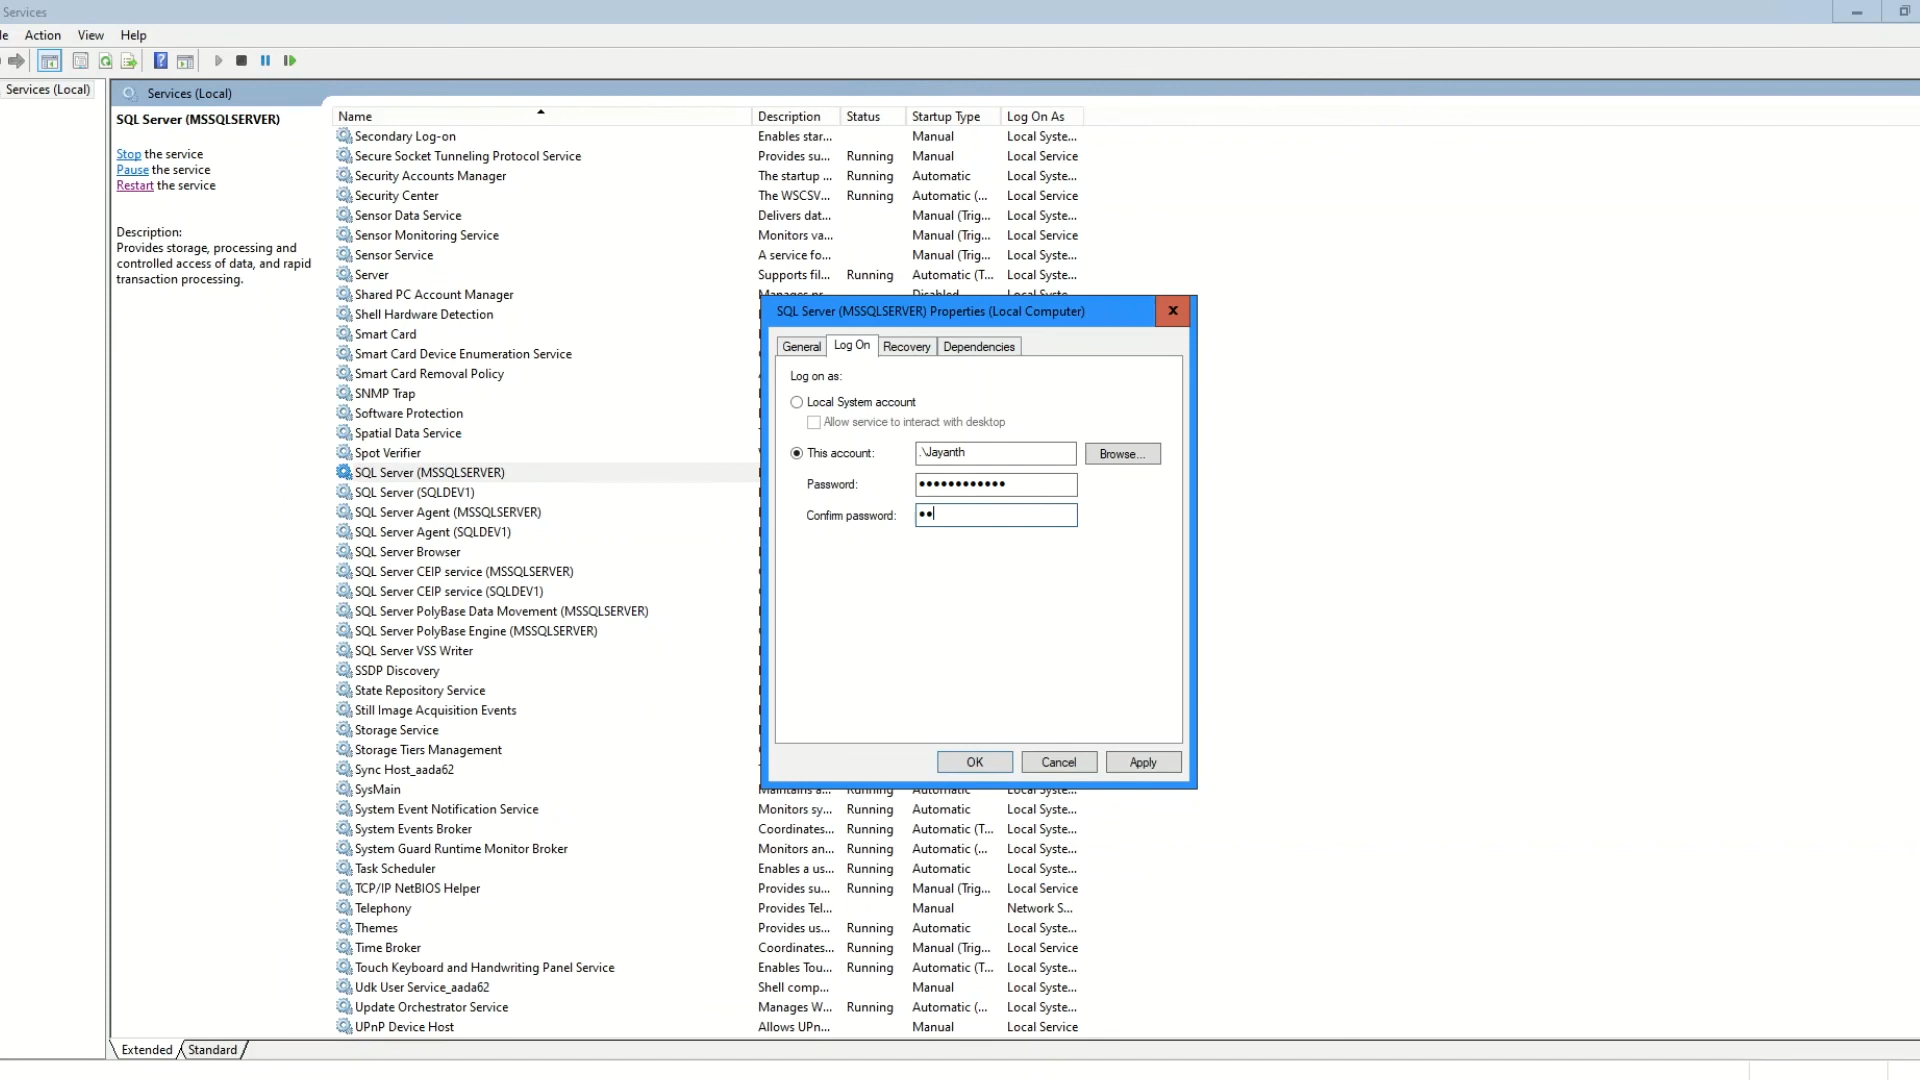 Services
Action View Help
Services (Local)
Services (Local)
SQL Server (MSSQLSERVER)
Stop the service
Pause the service
Restart the service
Description:
Provides storage, processing and
controlled access of data, and rapid
transaction processing.
Name Description Status Startup Type Log On As
Secondary Log-on Enables star... Manual Local Syste...
Secure Socket Tunneling Protocol Service Provides su... Running Manual Local Service
Security Accounts Manager The startup ... Running Automatic Local Syste...
Security Center The WSCSV... Running Automatic (... Local Service
Sensor Data Service Delivers dat... Manual (Trig... Local Syste...
Sensor Monitoring Service Monitors va... Manual (Trig... Local Service
Sensor Service A service fo... Manual (Trig... Local Syste...
Server Supports fil... Running Automatic (T... Local Syste...
Shared PC Account Manager Manages pr... Disabled Local Syste...
Shell Hardware Detection
Smart Card
Smart Card Device Enumeration Service
Smart Card Removal Policy
SNMP Trap
Software Protection
Spatial Data Service
Spot Verifier
SQL Server (MSSQLSERVER)
SQL Server (SQLDEV1)
SQL Server Agent (MSSQLSERVER)
SQL Server Agent (SQLDEV1)
SQL Server Browser
SQL Server CEIP service (MSSQLSERVER)
SQL Server CEIP service (SQLDEV1)
SQL Server PolyBase Data Movement (MSSQLSERVER)
SQL Server PolyBase Engine (MSSQLSERVER)
SQL Server VSS Writer
SSDP Discovery
State Repository Service
Still Image Acquisition Events
Storage Service
Storage Tiers Management
Sync Host_aada62
SysMain Maintains a... Running Automatic Local Syste...
System Event Notification Service Monitors sy... Running Automatic Local Syste...
System Events Broker Coordinates... Running Automatic (T... Local Syste...
System Guard Runtime Monitor Broker Monitors an... Running Automatic (... Local Syste...
Task Scheduler Enables a us... Running Automatic Local Syste...
TCP/IP NetBIOS Helper Provides su... Running Manual (Trig... Local Service
Telephony Provides Tel... Manual Network S...
Themes Provides us... Running Automatic Local Syste...
Time Broker Coordinates... Running Manual (Trig... Local Service
Touch Keyboard and Handwriting Panel Service Enables Tou... Running Automatic (T... Local Syste...
Udk User Service_aada62 Shell comp... Manual Local Syste...
Update Orchestrator Service Manages W... Running Automatic (... Local Syste...
UPnP Device Host Allows UPn... Manual Local Service
Extended Standard
SQL Server (MSSQLSERVER) Properties (Local Computer)
General Log On Recovery Dependencies
Log on as:
Local System account
Allow service to interact with desktop
This account: .\Jayanth Browse...
Password: ••••••••••••
Confirm password: ••
OK Cancel Apply